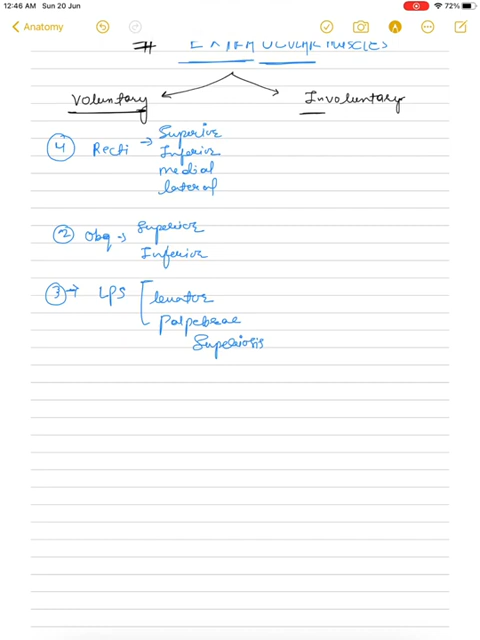 12:46 AM Sun 20 Jun
72%
Anatomy
# EXTRA OCULAR MUSCLES
Voluntary
Involuntary
4 Recti → Superior
Inferior
medial
lateral
2 Obq → Superior
Inferior
3 → LPS levator
Palpebrae
Superioris